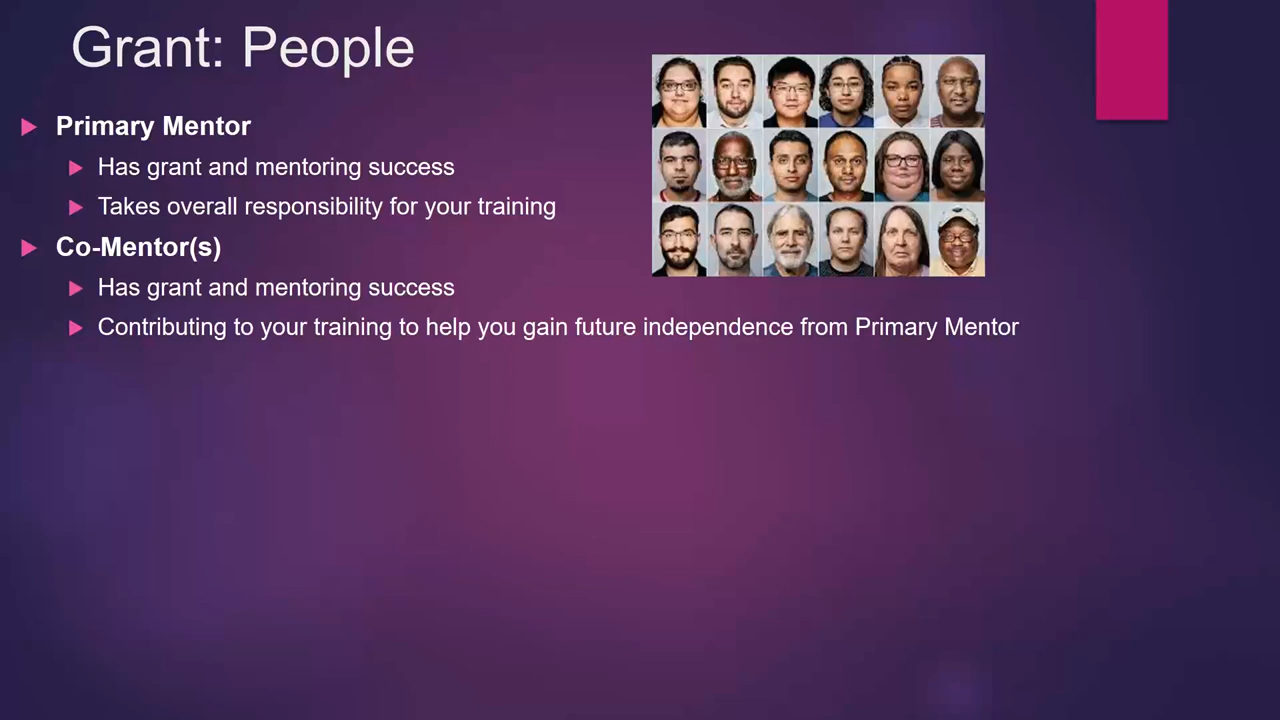 Grant: People
Primary Mentor
Has grant and mentoring success
Takes overall responsibility for your training
Co-Mentor(s)
Has grant and mentoring success
Contributing to your training to help you gain future independence from Primary Mentor